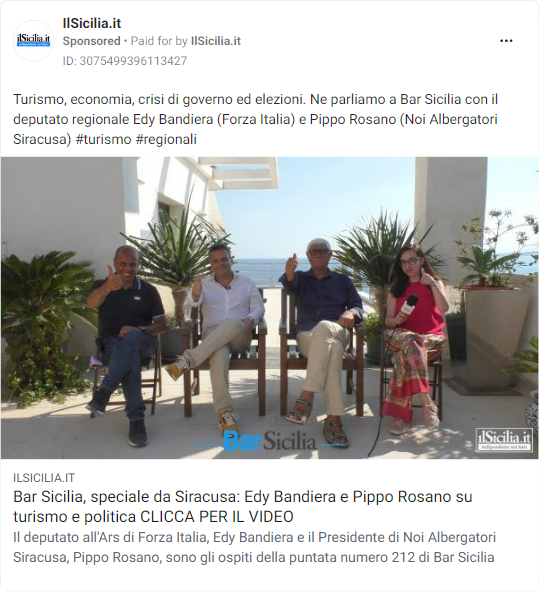 IlSicilia.it
Sponsored • Paid for by IlSicilia.it
ID: 3075499396113427
ilSicilia.it
Turismo, economia, crisi di governo ed elezioni. Ne parliamo a Bar Sicilia con il
deputato regionale Edy Bandiera (Forza Italia) e Pippo Rosano (Noi Albergatori
Siracusa) #turismo #regionali
BarSicilia
ilSicilia.it
indipendente nei fatti
ILSICILIA.IT
Bar Sicilia, speciale da Siracusa: Edy Bandiera e Pippo Rosano su
turismo e politica CLICCA PER IL VIDEO
Il deputato all'Ars di Forza Italia, Edy Bandiera e il Presidente di Noi Albergatori
Siracusa, Pippo Rosano, sono gli ospiti della puntata numero 212 di Bar Sicilia